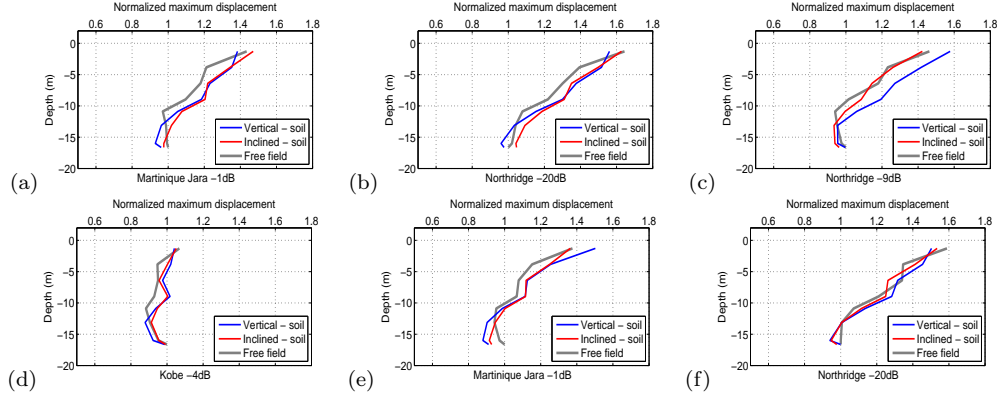 Normalized maximum displacement
0.6 0.8 1 1.2 1.4 1.6 1.8
0
−5
−10
−15
−20
Depth (m)
Vertical − soil
Inclined − soil
Free field
(a)
Martinique Jara −1dB
Normalized maximum displacement
0.6 0.8 1 1.2 1.4 1.6 1.8
0
−5
−10
−15
−20
Depth (m)
Vertical − soil
Inclined − soil
Free field
(b)
Northridge −20dB
Normalized maximum displacement
0.6 0.8 1 1.2 1.4 1.6 1.8
0
−5
−10
−15
−20
Depth (m)
Vertical − soil
Inclined − soil
Free field
(c)
Northridge −9dB
Normalized maximum displacement
0.6 0.8 1 1.2 1.4 1.6 1.8
0
−5
−10
−15
−20
Depth (m)
Vertical − soil
Inclined − soil
Free field
(d)
Kobe −4dB
Normalized maximum displacement
0.6 0.8 1 1.2 1.4 1.6 1.8
0
−5
−10
−15
−20
Depth (m)
Vertical − soil
Inclined − soil
Free field
(e)
Martinique Jara −1dB
Normalized maximum displacement
0.6 0.8 1 1.2 1.4 1.6 1.8
0
−5
−10
−15
−20
Depth (m)
Vertical − soil
Inclined − soil
Free field
(f)
Northridge −20dB